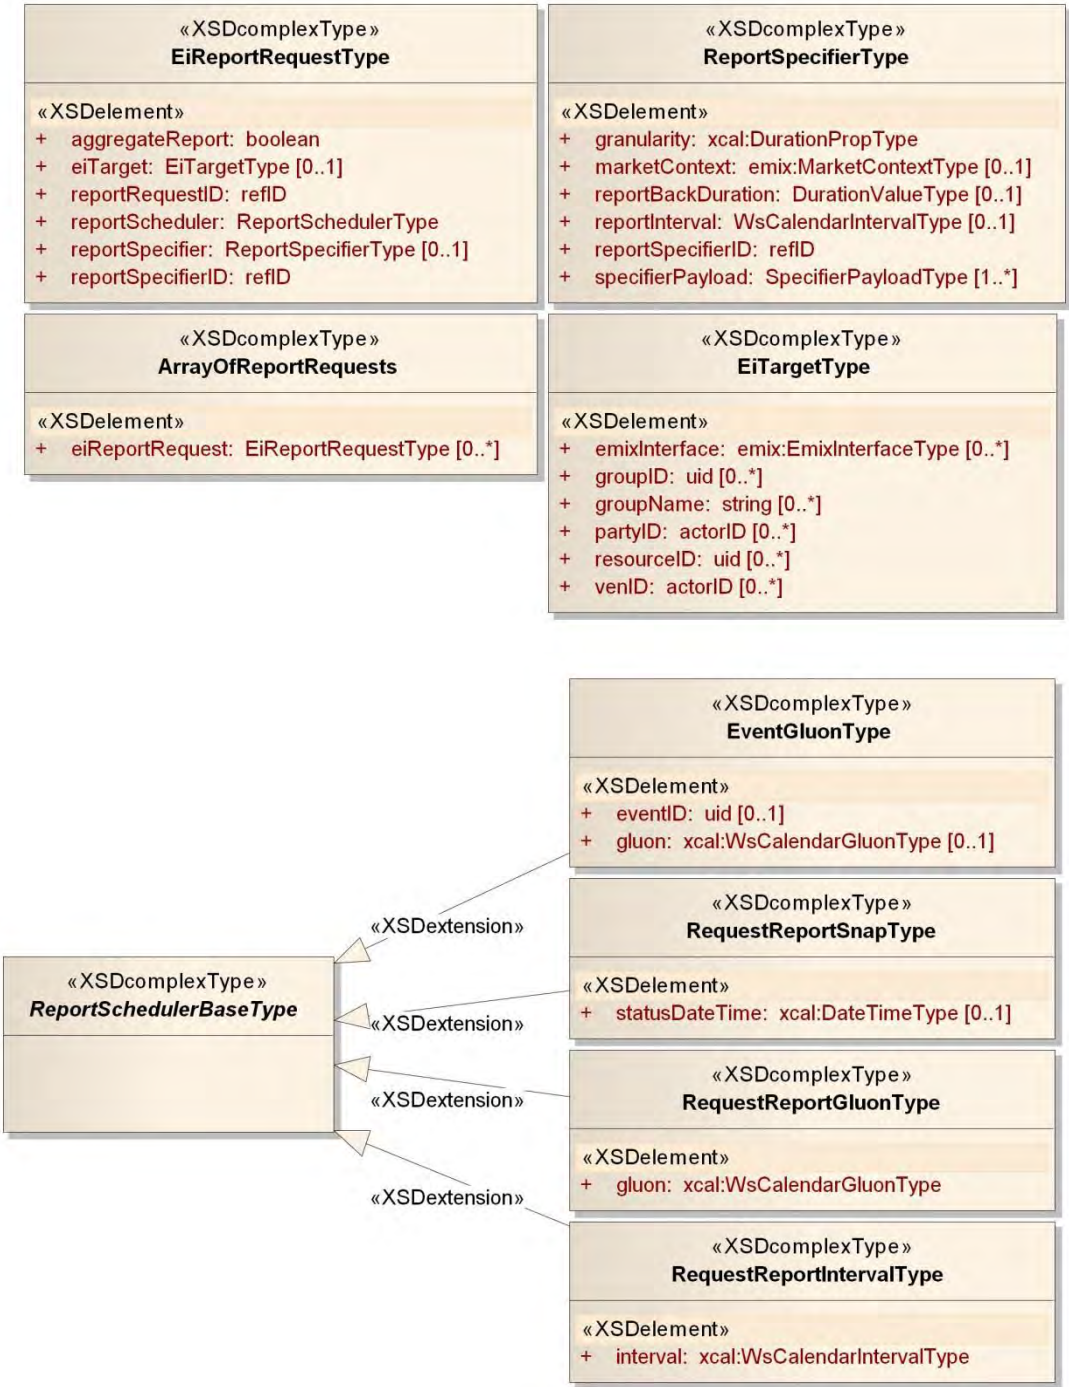 «XSDcomplexType»
EiReportRequestType
«XSDelement»
+ aggregateReport: boolean
+ eiTarget: EiTargetType [0..1]
+ reportRequestID: refID
+ reportScheduler: ReportSchedulerType
+ reportSpecifier: ReportSpecifierType [0..1]
+ reportSpecifierID: refID
«XSDcomplexType»
ReportSpecifierType
«XSDelement»
+ granularity: xcal:DurationPropType
+ marketContext: emix:MarketContextType [0..1]
+ reportBackDuration: DurationValueType [0..1]
+ reportInterval: WsCalendarIntervalType [0..1]
+ reportSpecifierID: refID
+ specifierPayload: SpecifierPayloadType [1..*]
«XSDcomplexType»
ArrayOfReportRequests
«XSDelement»
+ eiReportRequest: EiReportRequestType [0..*]
«XSDcomplexType»
EiTargetType
«XSDelement»
+ emixInterface: emix:EmixInterfaceType [0..*]
+ groupID: uid [0..*]
+ groupName: string [0..*]
+ partyID: actorID [0..*]
+ resourceID: uid [0..*]
+ venID: actorID [0..*]
«XSDcomplexType»
EventGluonType
«XSDelement»
+ eventID: uid [0..1]
+ gluon: xcal:WsCalendarGluonType [0..1]
«XSDextension»
«XSDcomplexType»
RequestReportSnapType
«XSDelement»
+ statusDateTime: xcal:DateTimeType [0..1]
«XSDcomplexType»
ReportSchedulerBaseType
«XSDextension»
«XSDcomplexType»
RequestReportGluonType
«XSDelement»
+ gluon: xcal:WsCalendarGluonType
«XSDextension»
«XSDextension»
«XSDcomplexType»
RequestReportIntervalType
«XSDelement»
+ interval: xcal:WsCalendarIntervalType